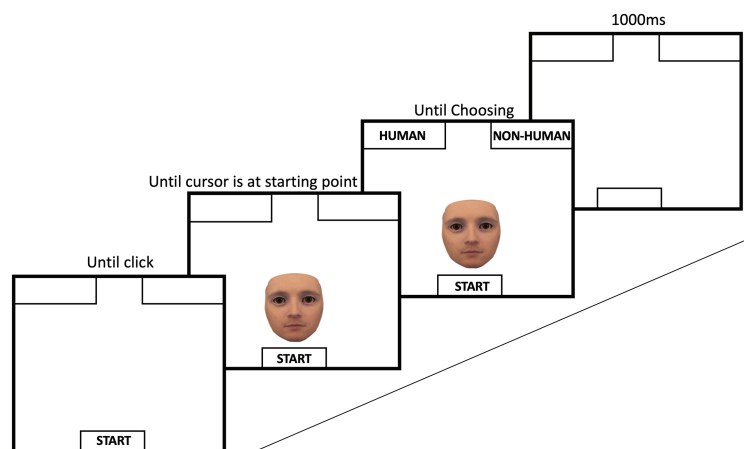 1000ms
Until Choosing
HUMAN
NON-HUMAN
START
Until cursor is at starting point
START
Until click
START